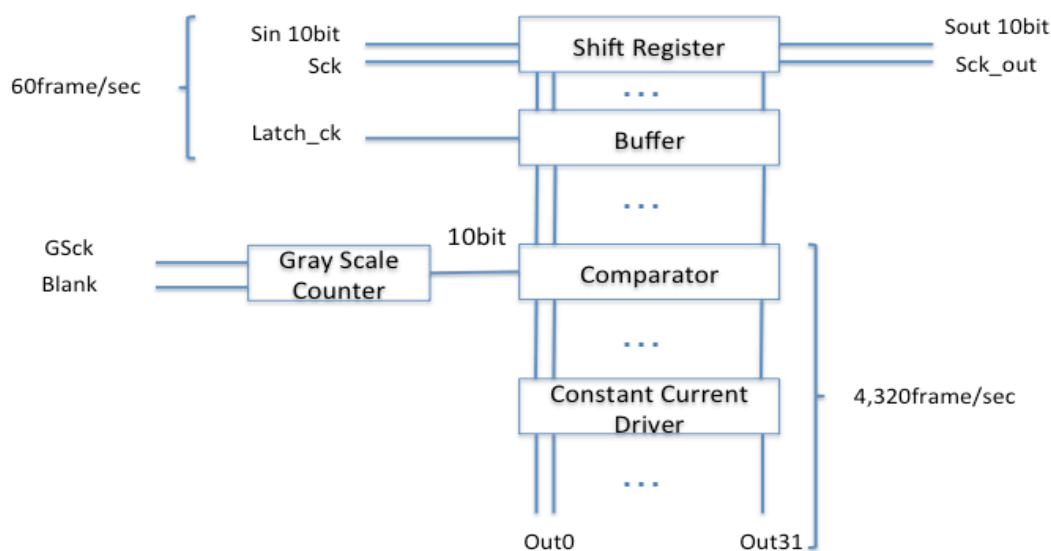 Sin 10bit
Sck
Shift Register
Sout 10bit
Sck_out
60frame/sec
...
Latch_ck
Buffer
...
GSck
Blank
Gray Scale
Counter
10bit
Comparator
...
Constant Current
Driver
4,320frame/sec
...
Out0
Out31